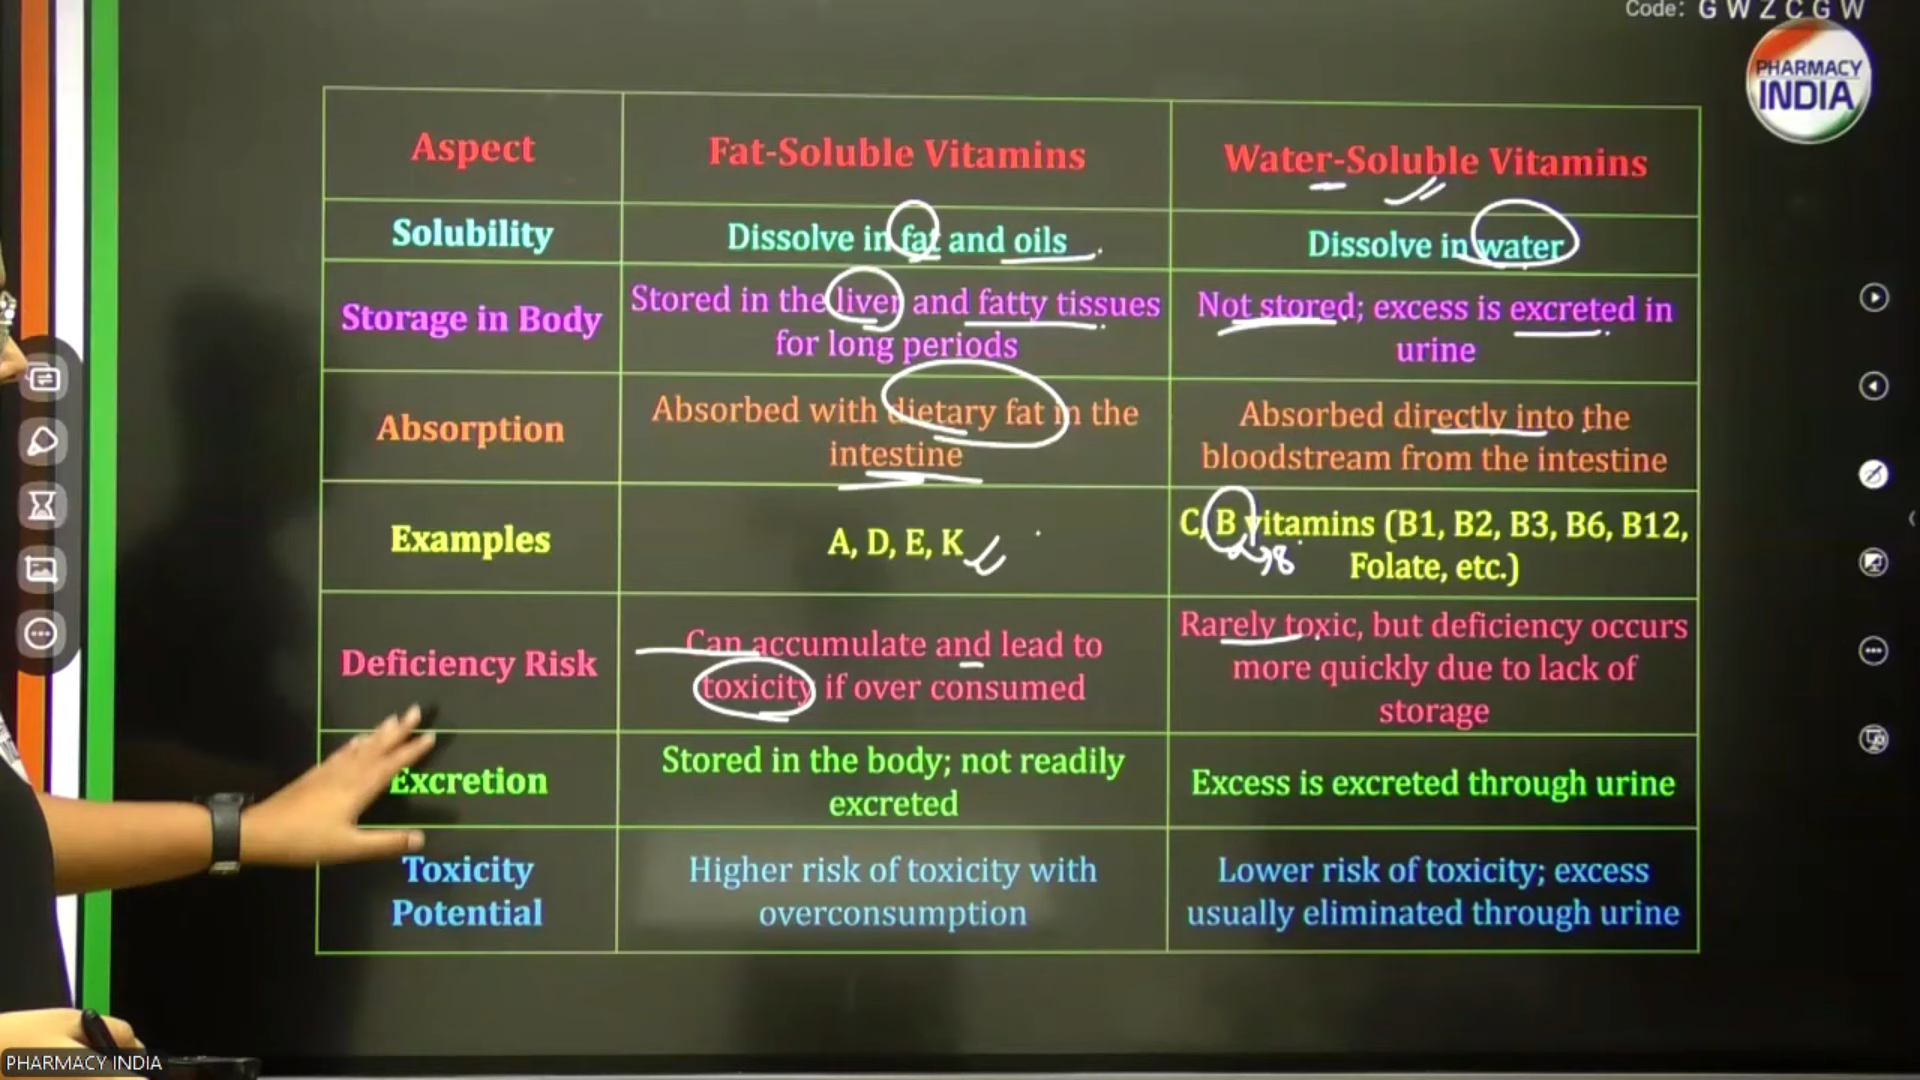 Code: G W Z C G W
PHARMACY
INDIA
Aspect
Fat-Soluble Vitamins
Water-Soluble Vitamins
Solubility
Dissolve in fat and oils
Dissolve in water
Storage in Body
Stored in the liver and fatty tissues
for long periods
Not stored; excess is excreted in
urine
Absorption
Absorbed with dietary fat in the
intestine
Absorbed directly into the
bloodstream from the intestine
Examples
A, D, E, K
C, B vitamins (B1, B2, B3, B6, B12,
Folate, etc.)
8
Deficiency Risk
Can accumulate and lead to
toxicity if over consumed
Rarely toxic, but deficiency occurs
more quickly due to lack of
storage
Excretion
Stored in the body; not readily
excreted
Excess is excreted through urine
Toxicity
Potential
Higher risk of toxicity with
overconsumption
Lower risk of toxicity; excess
usually eliminated through urine
PHARMACY INDIA